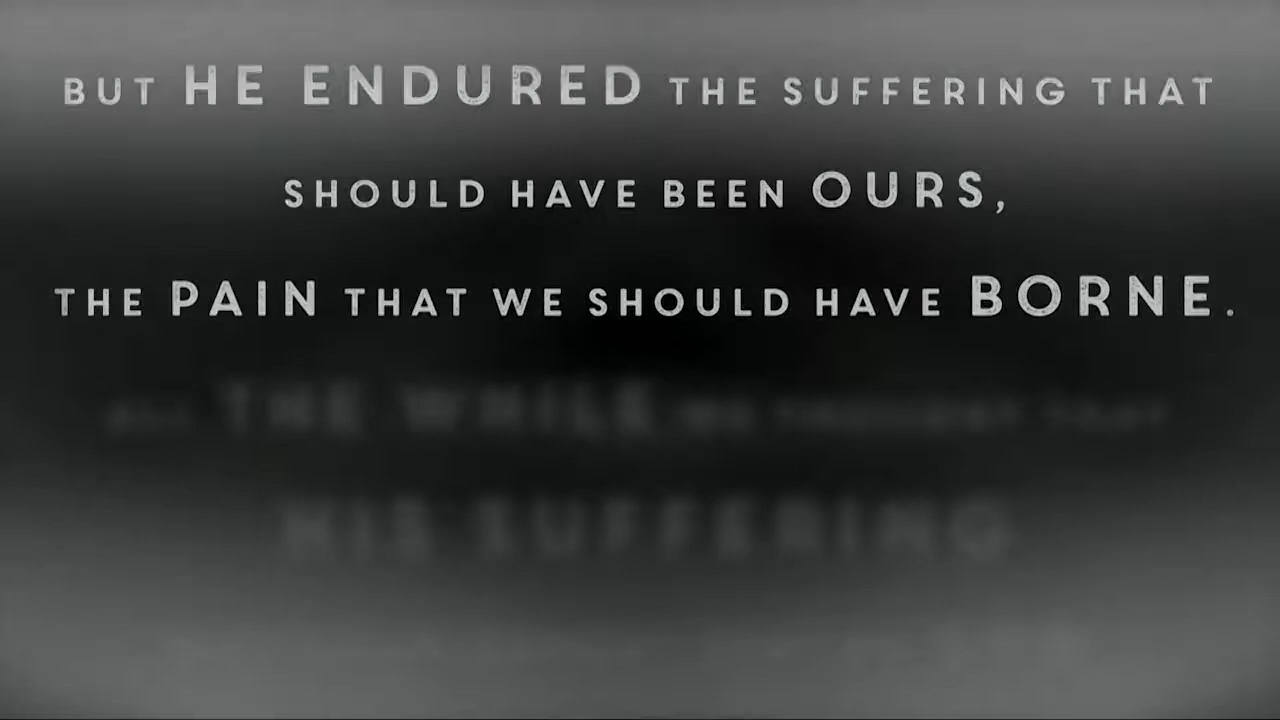 BUT HE ENDURED THE SUFFERING THAT
SHOULD HAVE BEEN OURS,
THE PAIN THAT WE SHOULD HAVE BORNE.
ALL THE WHILE WE THOUGHT THAT
HIS SUFFERING